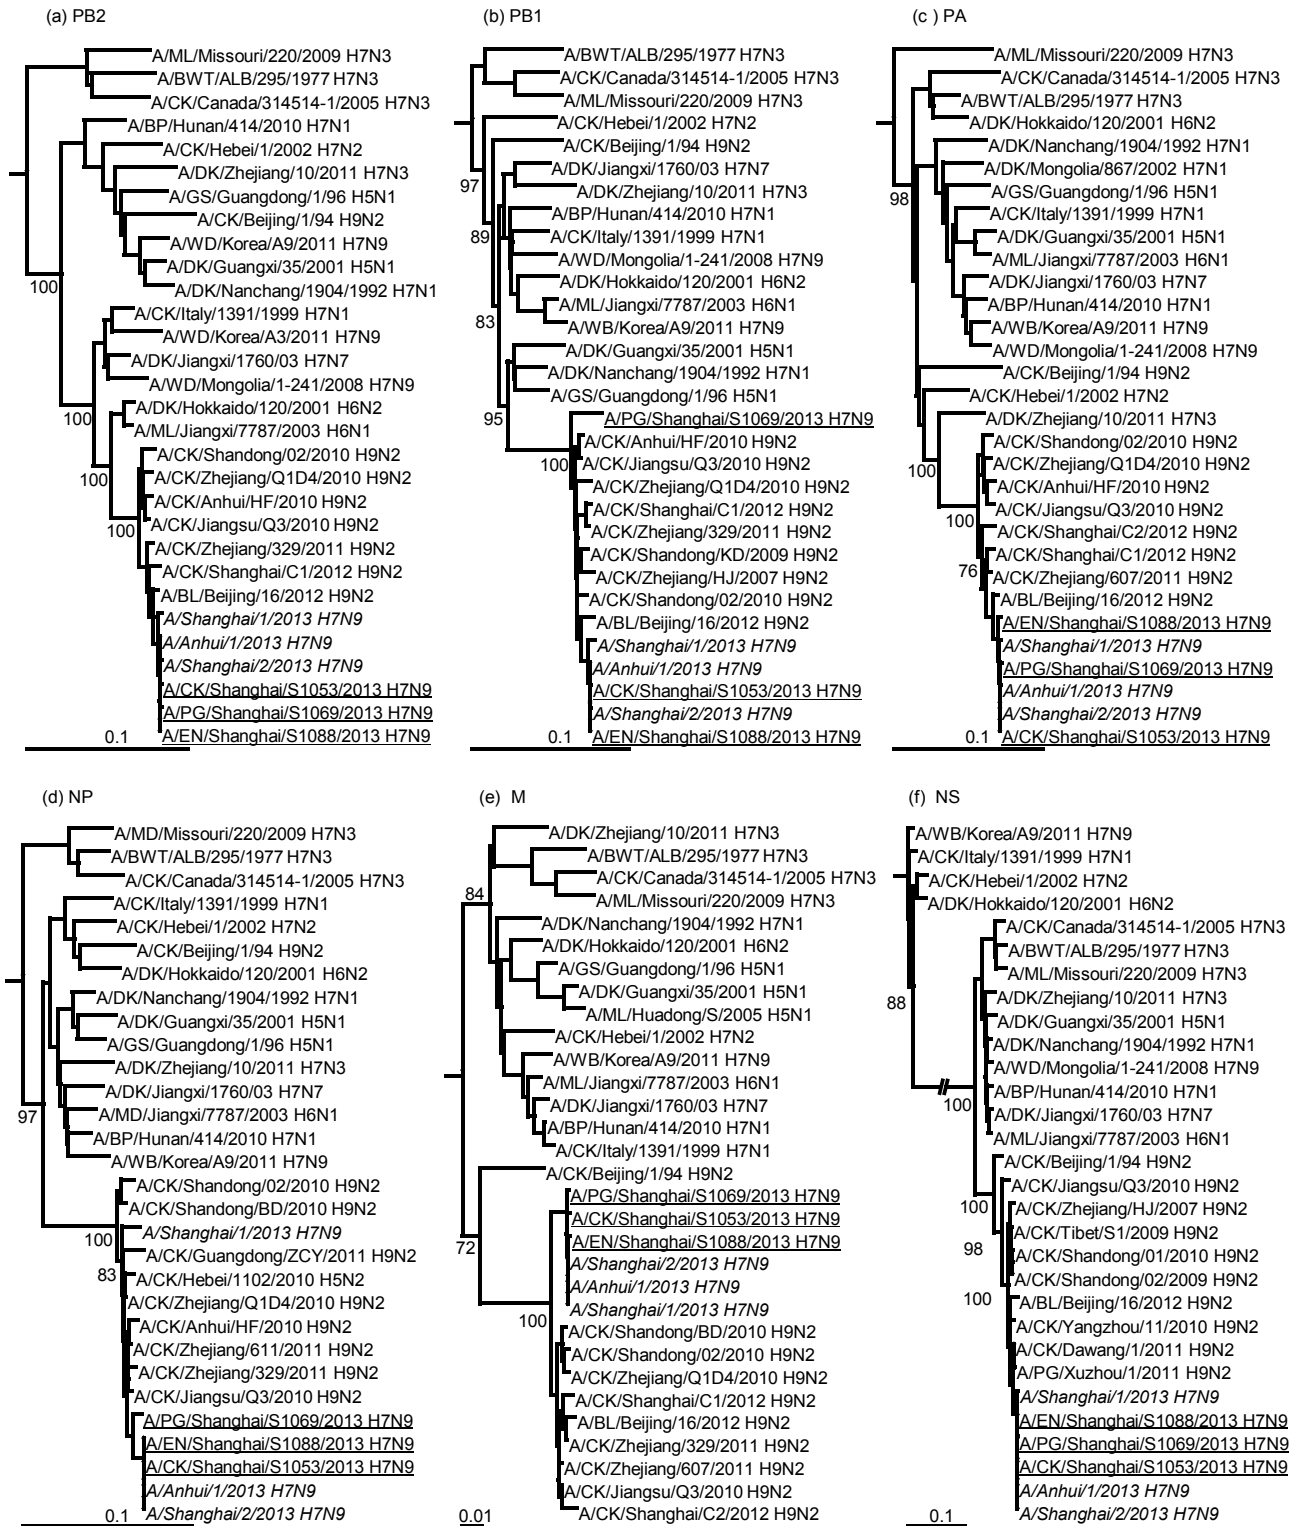 (a) PB2
A/ML/Missouri/220/2009 H7N3
A/BWT/ALB/295/1977 H7N3
A/CK/Canada/314514-1/2005 H7N3
A/BP/Hunan/414/2010 H7N1
A/CK/Hebei/1/2002 H7N2
A/DK/Zhejiang/10/2011 H7N3
A/GS/Guangdong/1/96 H5N1
A/CK/Beijing/1/94 H9N2
A/WD/Korea/A9/2011 H7N9
A/DK/Guangxi/35/2001 H5N1
100
A/DK/Nanchang/1904/1992 H7N1
A/CK/Italy/1391/1999 H7N1
A/WD/Korea/A3/2011 H7N9
A/DK/Jiangxi/1760/03 H7N7
A/WD/Mongolia/1-241/2008 H7N9
A/DK/Hokkaido/120/2001 H6N2
100
A/ML/Jiangxi/7787/2003 H6N1
A/CK/Shandong/02/2010 H9N2
100
A/CK/Zhejiang/Q1D4/2010 H9N2
A/CK/Anhui/HF/2010 H9N2
100
A/CK/Jiangsu/Q3/2010 H9N2
A/CK/Zhejiang/329/2011 H9N2
A/CK/Shanghai/C1/2012 H9N2
A/BL/Beijing/16/2012 H9N2
A/Shanghai/1/2013 H7N9
A/Anhui/1/2013 H7N9
A/Shanghai/2/2013 H7N9
A/CK/Shanghai/S1053/2013 H7N9
A/PG/Shanghai/S1069/2013 H7N9
A/EN/Shanghai/S1088/2013 H7N9
0.1
(b) PB1
A/BWT/ALB/295/1977 H7N3
A/CK/Canada/314514-1/2005 H7N3
A/ML/Missouri/220/2009 H7N3
A/CK/Hebei/1/2002 H7N2
A/CK/Beijing/1/94 H9N2
A/DK/Jiangxi/1760/03 H7N7
97
A/DK/Zhejiang/10/2011 H7N3
A/BP/Hunan/414/2010 H7N1
89
A/CK/Italy/1391/1999 H7N1
A/WD/Mongolia/1-241/2008 H7N9
A/DK/Hokkaido/120/2001 H6N2
A/ML/Jiangxi/7787/2003 H6N1
83
A/WB/Korea/A9/2011 H7N9
A/DK/Guangxi/35/2001 H5N1
A/DK/Nanchang/1904/1992 H7N1
A/GS/Guangdong/1/96 H5N1
95
A/PG/Shanghai/S1069/2013 H7N9
A/CK/Anhui/HF/2010 H9N2
100
A/CK/Jiangsu/Q3/2010 H9N2
A/CK/Zhejiang/Q1D4/2010 H9N2
A/CK/Shanghai/C1/2012 H9N2
A/CK/Zhejiang/329/2011 H9N2
A/CK/Shandong/KD/2009 H9N2
A/CK/Zhejiang/HJ/2007 H9N2
A/CK/Shandong/02/2010 H9N2
A/BL/Beijing/16/2012 H9N2
A/Shanghai/1/2013 H7N9
A/Anhui/1/2013 H7N9
A/CK/Shanghai/S1053/2013 H7N9
A/Shanghai/2/2013 H7N9
A/EN/Shanghai/S1088/2013 H7N9
0.1
(c ) PA
A/ML/Missouri/220/2009 H7N3
A/CK/Canada/314514-1/2005 H7N3
A/BWT/ALB/295/1977 H7N3
A/DK/Hokkaido/120/2001 H6N2
A/DK/Nanchang/1904/1992 H7N1
A/DK/Mongolia/867/2002 H7N1
A/GS/Guangdong/1/96 H5N1
98
A/CK/Italy/1391/1999 H7N1
A/DK/Guangxi/35/2001 H5N1
A/ML/Jiangxi/7787/2003 H6N1
A/DK/Jiangxi/1760/03 H7N7
A/BP/Hunan/414/2010 H7N1
A/WB/Korea/A9/2011 H7N9
A/WD/Mongolia/1-241/2008 H7N9
A/CK/Beijing/1/94 H9N2
A/CK/Hebei/1/2002 H7N2
A/DK/Zhejiang/10/2011 H7N3
A/CK/Shandong/02/2010 H9N2
100
A/CK/Zhejiang/Q1D4/2010 H9N2
A/CK/Anhui/HF/2010 H9N2
A/CK/Jiangsu/Q3/2010 H9N2
100
A/CK/Shanghai/C2/2012 H9N2
A/CK/Shanghai/C1/2012 H9N2
76
A/CK/Zhejiang/607/2011 H9N2
A/BL/Beijing/16/2012 H9N2
A/EN/Shanghai/S1088/2013 H7N9
A/Shanghai/1/2013 H7N9
A/PG/Shanghai/S1069/2013 H7N9
A/Anhui/1/2013 H7N9
A/Shanghai/2/2013 H7N9
A/CK/Shanghai/S1053/2013 H7N9
0.1
(d) NP
A/MD/Missouri/220/2009 H7N3
A/BWT/ALB/295/1977 H7N3
A/CK/Canada/314514-1/2005 H7N3
A/CK/Italy/1391/1999 H7N1
A/CK/Hebei/1/2002 H7N2
A/CK/Beijing/1/94 H9N2
A/DK/Hokkaido/120/2001 H6N2
A/DK/Nanchang/1904/1992 H7N1
A/DK/Guangxi/35/2001 H5N1
A/GS/Guangdong/1/96 H5N1
A/DK/Zhejiang/10/2011 H7N3
A/DK/Jiangxi/1760/03 H7N7
97
A/MD/Jiangxi/7787/2003 H6N1
A/BP/Hunan/414/2010 H7N1
A/WB/Korea/A9/2011 H7N9
A/CK/Shandong/02/2010 H9N2
A/CK/Shandong/BD/2010 H9N2
A/Shanghai/1/2013 H7N9
100
A/CK/Guangdong/ZCY/2011 H9N2
83
A/CK/Hebei/1102/2010 H5N2
A/CK/Zhejiang/Q1D4/2010 H9N2
A/CK/Anhui/HF/2010 H9N2
A/CK/Zhejiang/611/2011 H9N2
A/CK/Zhejiang/329/2011 H9N2
A/CK/Jiangsu/Q3/2010 H9N2
A/PG/Shanghai/S1069/2013 H7N9
A/EN/Shanghai/S1088/2013 H7N9
A/CK/Shanghai/S1053/2013 H7N9
A/Anhui/1/2013 H7N9
A/Shanghai/2/2013 H7N9
0.1
(e) M
A/DK/Zhejiang/10/2011 H7N3
A/BWT/ALB/295/1977 H7N3
A/CK/Canada/314514-1/2005 H7N3
84
A/ML/Missouri/220/2009 H7N3
A/DK/Nanchang/1904/1992 H7N1
A/DK/Hokkaido/120/2001 H6N2
A/GS/Guangdong/1/96 H5N1
A/DK/Guangxi/35/2001 H5N1
A/ML/Huadong/S/2005 H5N1
A/CK/Hebei/1/2002 H7N2
A/WB/Korea/A9/2011 H7N9
A/ML/Jiangxi/7787/2003 H6N1
A/DK/Jiangxi/1760/03 H7N7
A/BP/Hunan/414/2010 H7N1
A/CK/Italy/1391/1999 H7N1
A/CK/Beijing/1/94 H9N2
A/PG/Shanghai/S1069/2013 H7N9
A/CK/Shanghai/S1053/2013 H7N9
72
A/EN/Shanghai/S1088/2013 H7N9
A/Shanghai/2/2013 H7N9
A/Anhui/1/2013 H7N9
A/Shanghai/1/2013 H7N9
100
A/CK/Shandong/BD/2010 H9N2
A/CK/Shandong/02/2010 H9N2
A/CK/Zhejiang/Q1D4/2010 H9N2
A/CK/Shanghai/C1/2012 H9N2
A/BL/Beijing/16/2012 H9N2
A/CK/Zhejiang/329/2011 H9N2
A/CK/Zhejiang/607/2011 H9N2
A/CK/Jiangsu/Q3/2010 H9N2
A/CK/Shanghai/C2/2012 H9N2
0.01
(f) NS
A/WB/Korea/A9/2011 H7N9
A/CK/Italy/1391/1999 H7N1
A/CK/Hebei/1/2002 H7N2
A/DK/Hokkaido/120/2001 H6N2
A/CK/Canada/314514-1/2005 H7N3
A/BWT/ALB/295/1977 H7N3
A/ML/Missouri/220/2009 H7N3
A/DK/Zhejiang/10/2011 H7N3
88
A/DK/Guangxi/35/2001 H5N1
A/DK/Nanchang/1904/1992 H7N1
A/WD/Mongolia/1-241/2008 H7N9
A/BP/Hunan/414/2010 H7N1
100
A/DK/Jiangxi/1760/03 H7N7
A/ML/Jiangxi/7787/2003 H6N1
A/CK/Beijing/1/94 H9N2
A/CK/Jiangsu/Q3/2010 H9N2
100
A/CK/Zhejiang/HJ/2007 H9N2
A/CK/Tibet/S1/2009 H9N2
98
A/CK/Shandong/01/2010 H9N2
A/CK/Shandong/02/2009 H9N2
100
A/BL/Beijing/16/2012 H9N2
A/CK/Yangzhou/11/2010 H9N2
A/CK/Dawang/1/2011 H9N2
A/PG/Xuzhou/1/2011 H9N2
A/Shanghai/1/2013 H7N9
A/EN/Shanghai/S1088/2013 H7N9
A/PG/Shanghai/S1069/2013 H7N9
A/CK/Shanghai/S1053/2013 H7N9
A/Anhui/1/2013 H7N9
A/Shanghai/2/2013 H7N9
0.1